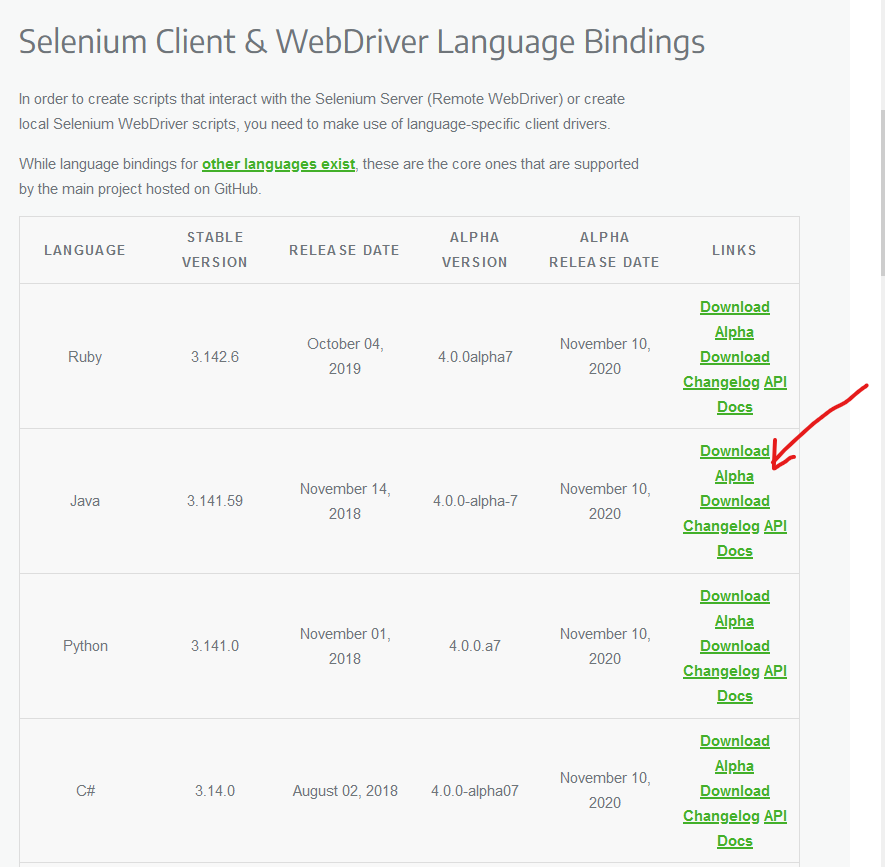 Selenium Client & WebDriver Language Bindings
In order to create scripts that interact with the Selenium Server (Remote WebDriver) or create
local Selenium WebDriver scripts, you need to make use of language-specific client drivers.
While language bindings for other languages exist, these are the core ones that are supported
by the main project hosted on GitHub.
LANGUAGE STABLE VERSION RELEASE DATE ALPHA VERSION ALPHA RELEASE DATE LINKS
Ruby 3.142.6 October 04, 2019 4.0.0alpha7 November 10, 2020 Download Alpha Download Changelog API Docs
Java 3.141.59 November 14, 2018 4.0.0-alpha-7 November 10, 2020 Download Alpha Download Changelog API Docs
Python 3.141.0 November 01, 2018 4.0.0.a7 November 10, 2020 Download Alpha Download Changelog API Docs
C# 3.14.0 August 02, 2018 4.0.0-alpha07 November 10, 2020 Download Alpha Download Changelog API Docs